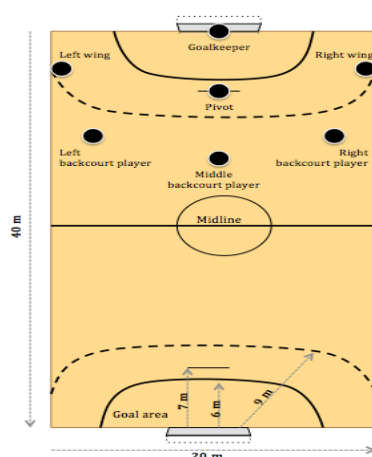 Goalkeeper
Left wing
Right wing
Pivot
Left
backcourt player
Right
backcourt player
Middle
backcourt player
Midline
40 m
7 m
6 m
9 m
Goal area
20 m